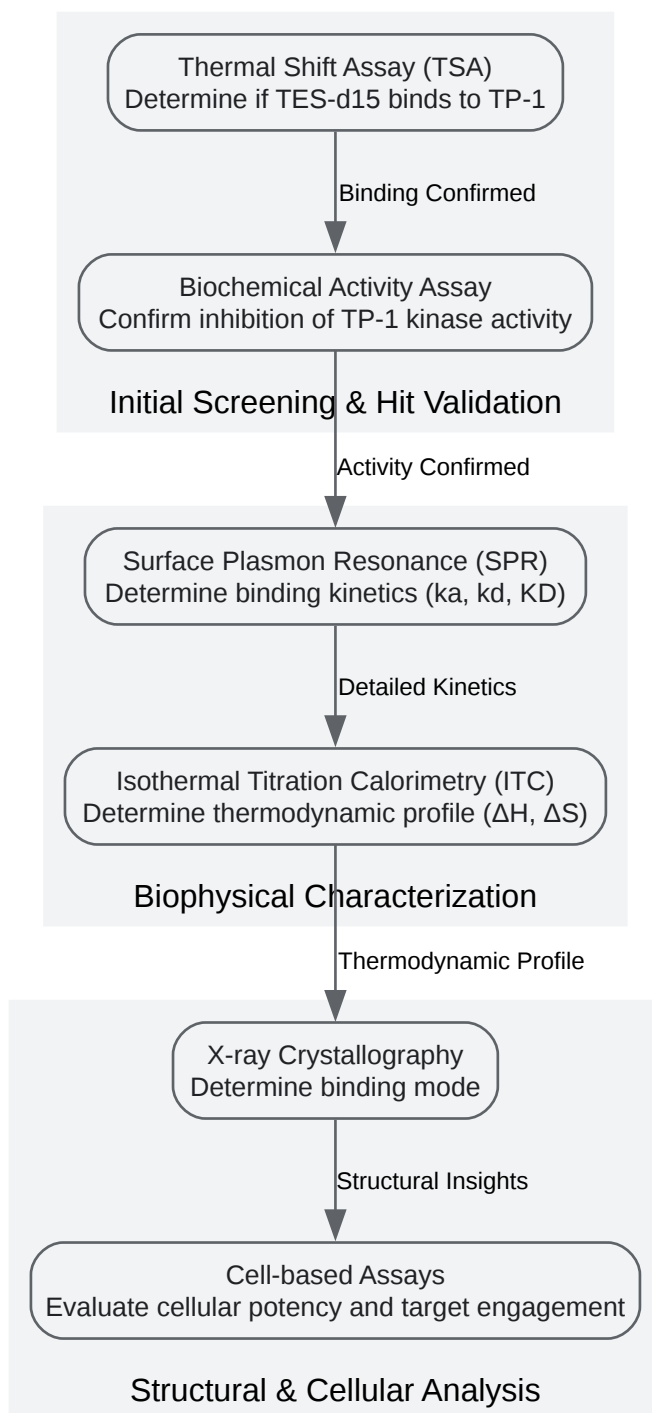 Thermal Shift Assay (TSA)
Determine if TES-d15 binds to TP-1
Binding Confirmed
Biochemical Activity Assay
Confirm inhibition of TP-1 kinase activity
Initial Screening & Hit Validation
Activity Confirmed
Surface Plasmon Resonance (SPR)
Determine binding kinetics (ka, kd, KD)
Detailed Kinetics
Isothermal Titration Calorimetry (ITC)
Determine thermodynamic profile (ΔH, ΔS)
Biophysical Characterization
Thermodynamic Profile
X-ray Crystallography
Determine binding mode
Structural Insights
Cell-based Assays
Evaluate cellular potency and target engagement
Structural & Cellular Analysis